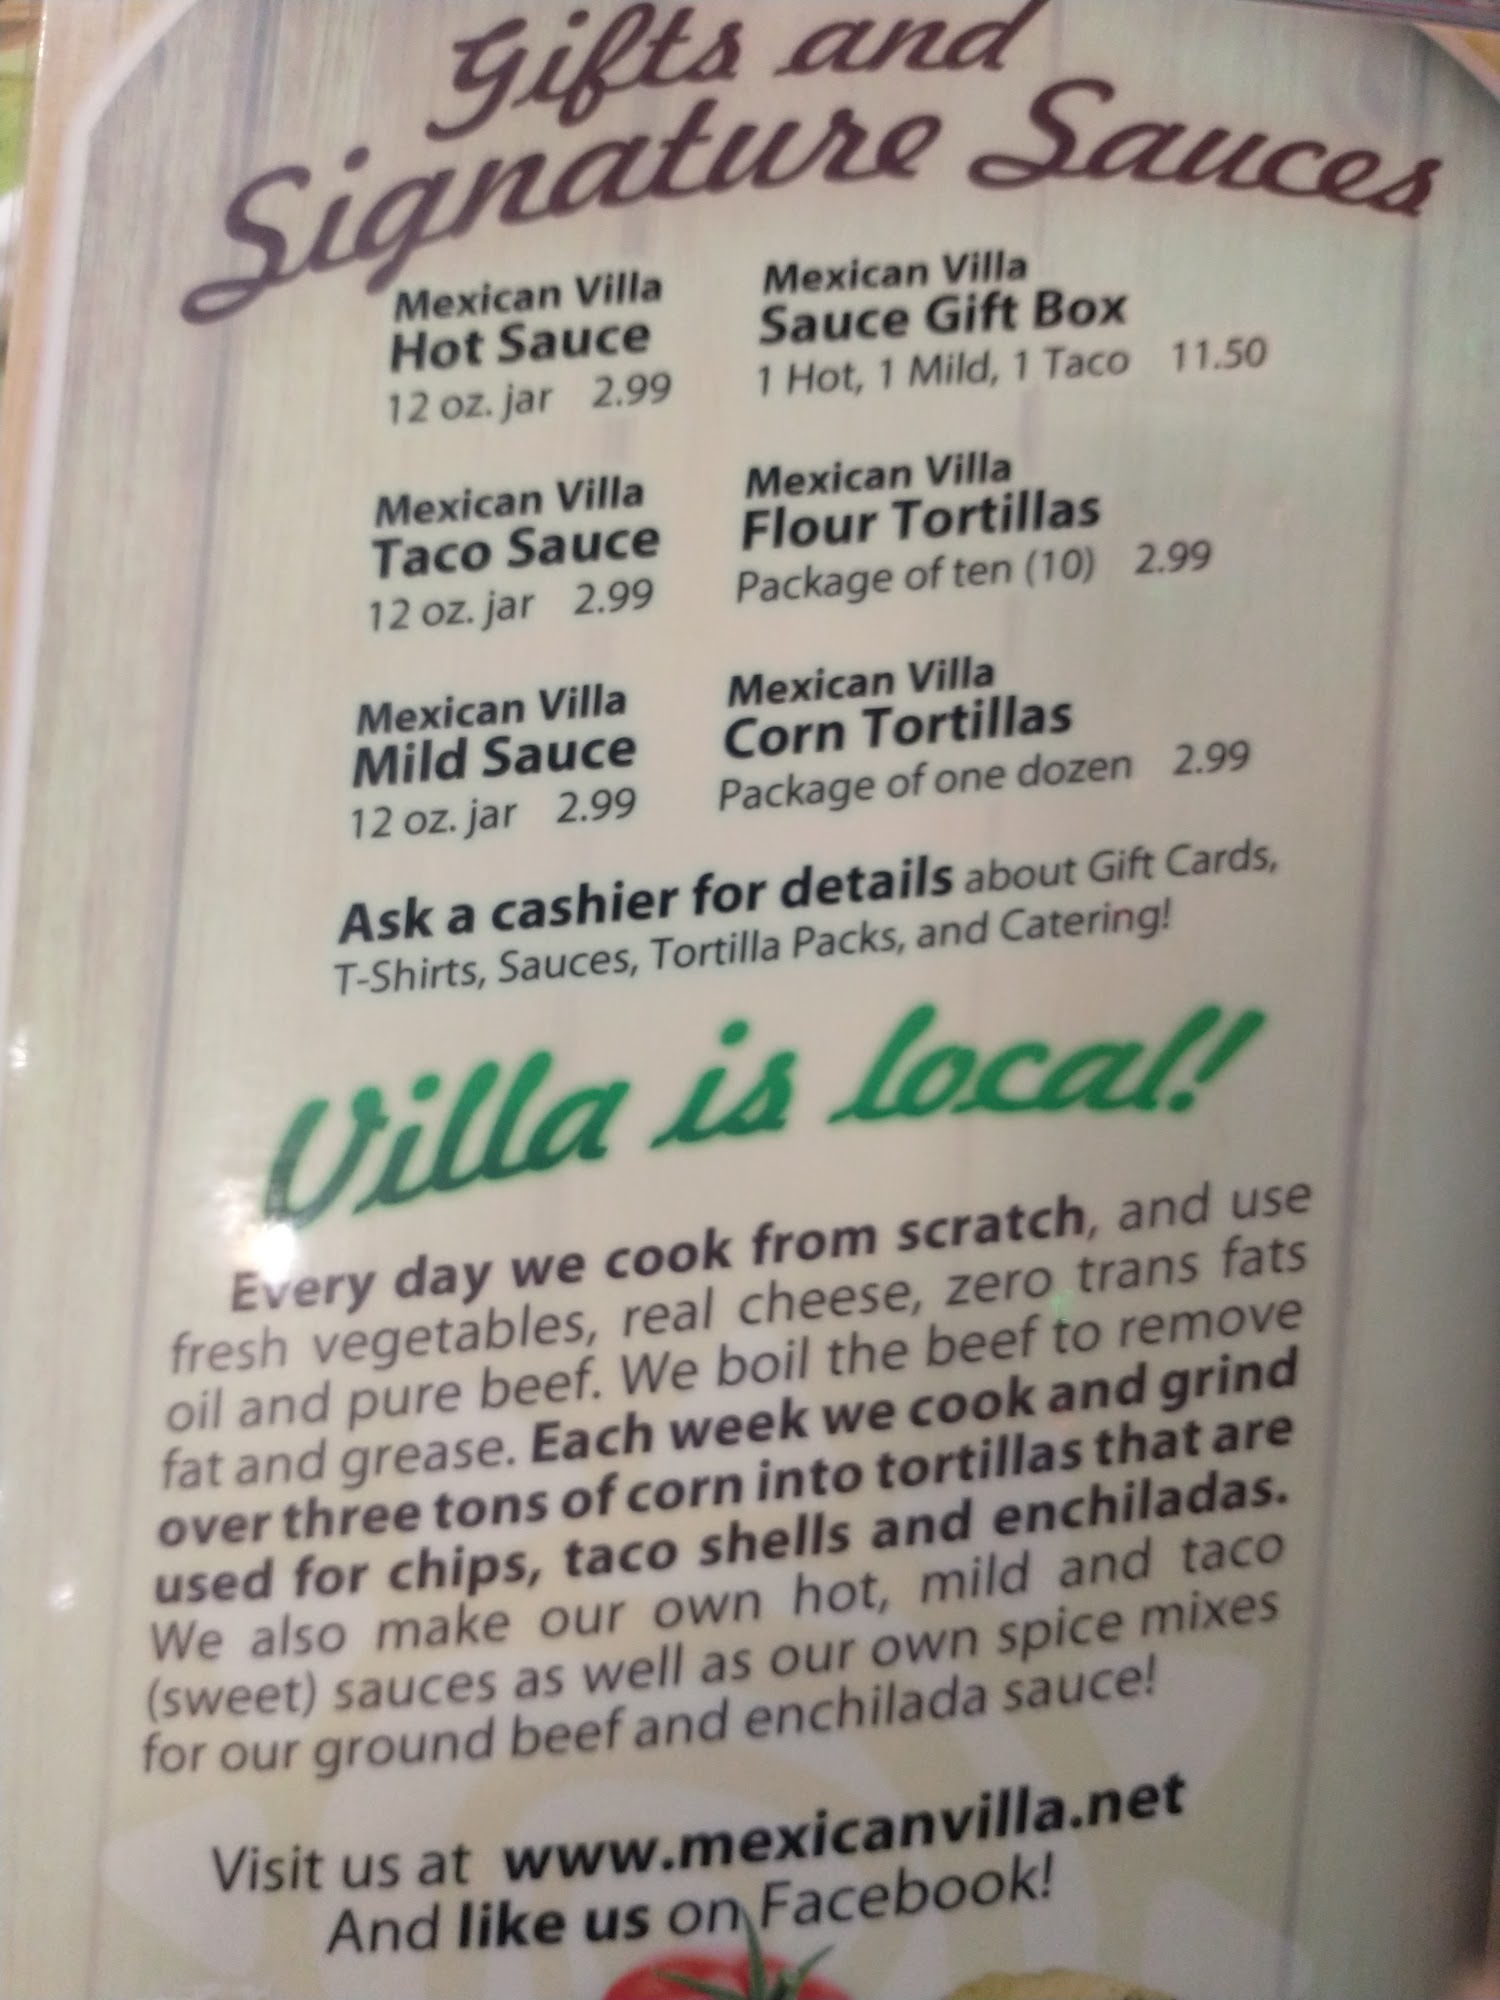 Gifts and
Signature Sauces
Mexican Villa
Hot Sauce
12 oz. jar 2.99
Mexican Villa
Taco Sauce
12 oz. jar 2.99
Mexican Villa
Mild Sauce
12 oz. jar 2.99
Mexican Villa
Sauce Gift Box
1 Hot, 1 Mild, 1 Taco 11.50
Mexican Villa
Flour Tortillas
Package of ten (10) 2.99
Mexican Villa
Corn Tortillas
Package of one dozen 2.99
Ask a cashier for details about Gift Cards,
T-Shirts, Sauces, Tortilla Packs, and Catering!
Villa is local!
Every day we cook from scratch, and use
fresh vegetables, real cheese, zero trans fats
oil and pure beef. We boil the beef to remove
fat and grease. Each week we cook and grind
over three tons of corn into tortillas that are
used for chips, taco shells and enchiladas.
We also make our own hot, mild and taco
(sweet) sauces as well as our own spice mixes
for our ground beef and enchilada sauce!
Visit us at www.mexicanvilla.net
And like us on Facebook!